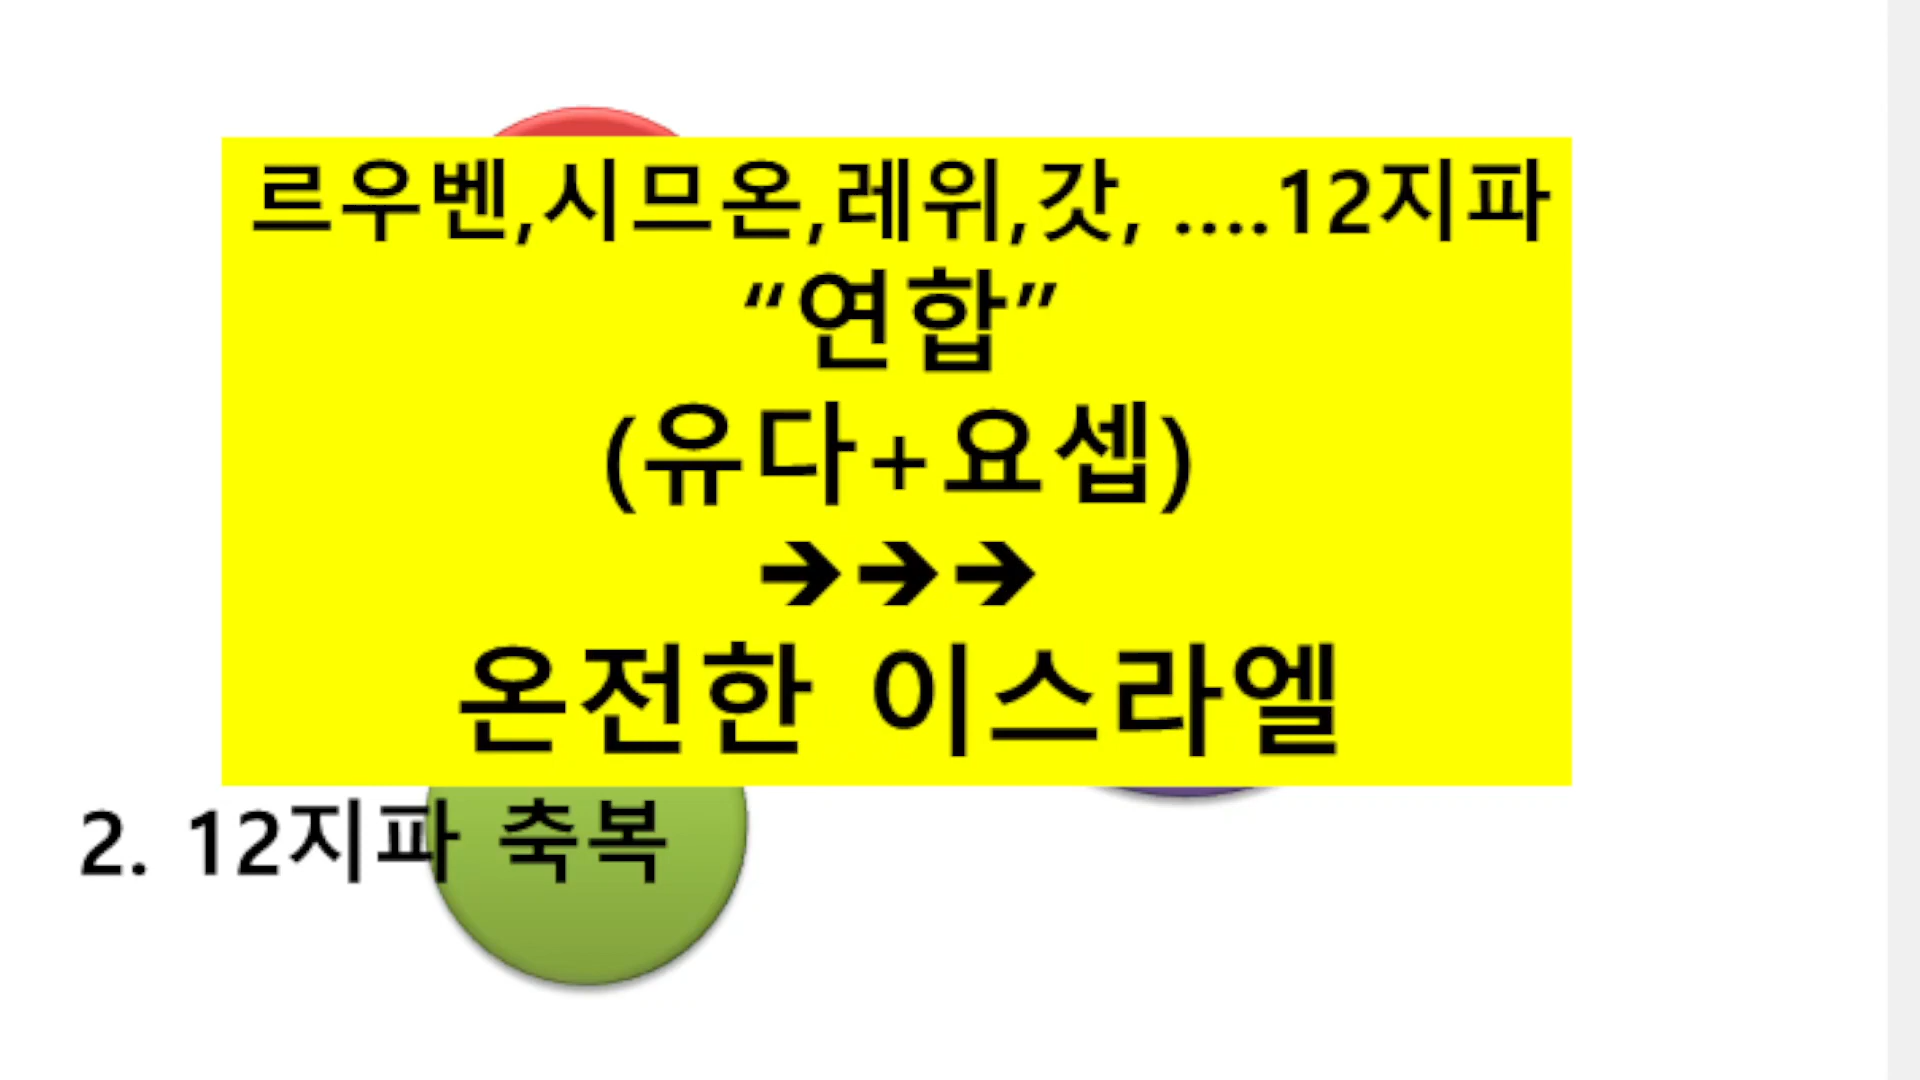 르우벤,시므온,레위,갓, ....12지파
“연합”
(유다+요셉)
➔➔➔
온전한 이스라엘
2. 12지파 축복